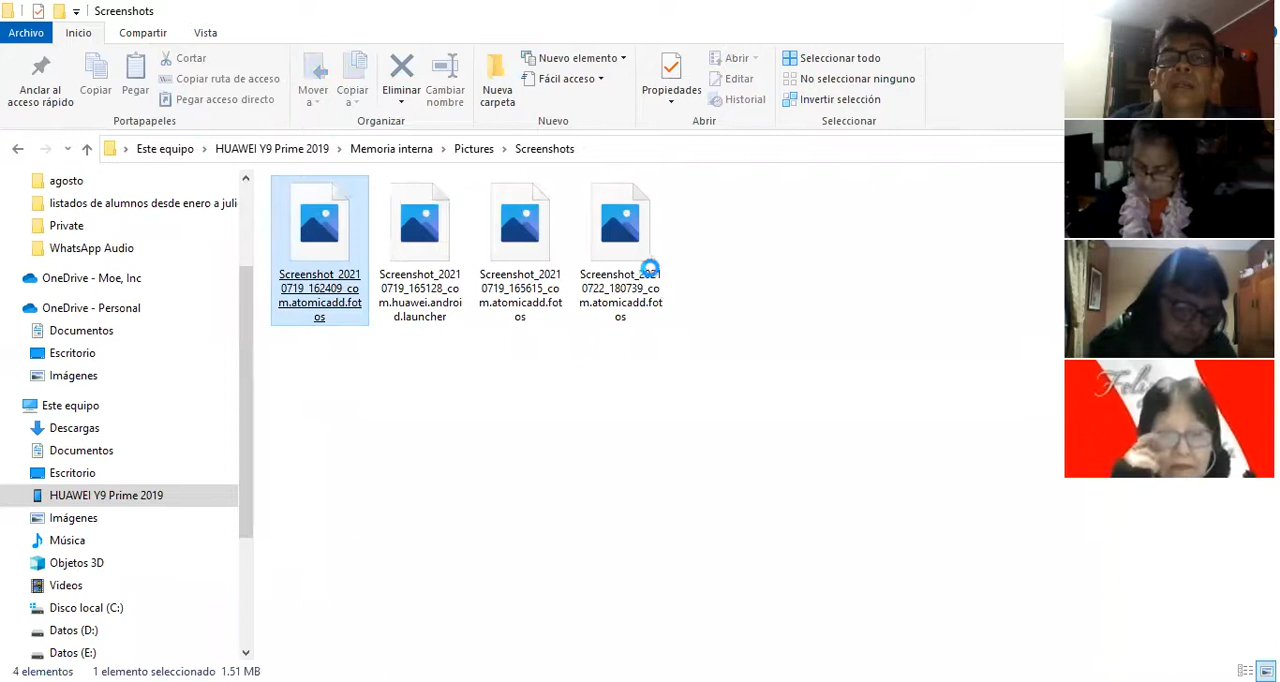 Screenshots
Archivo Inicio Compartir Vista
Anclar al acceso rápido
Copiar
Pegar
Cortar
Copiar ruta de acceso
Pegar acceso directo
Portapapeles
Mover a
Copiar a
Eliminar
Cambiar nombre
Organizar
Nueva carpeta
Nuevo elemento
Fácil acceso
Nuevo
Propiedades
Abrir
Editar
Historial
Abrir
Seleccionar todo
No seleccionar ninguno
Invertir selección
Seleccionar
Este equipo > HUAWEI Y9 Prime 2019 > Memoria interna > Pictures > Screenshots
agosto
listados de alumnos desde enero a juli
Private
WhatsApp Audio
OneDrive - Moe, Inc
OneDrive - Personal
Documentos
Escritorio
Imágenes
Este equipo
Descargas
Documentos
Escritorio
HUAWEI Y9 Prime 2019
Imágenes
Música
Objetos 3D
Videos
Disco local (C:)
Datos (D:)
Datos (E:)
Screenshot_2021
0719_162409_co
m.atomicadd.fot
os
Screenshot_2021
0719_165128_co
m.huawei.androi
d.launcher
Screenshot_2021
0719_165615_co
m.atomicadd.fot
os
Screenshot_2021
0722_180739_co
m.atomicadd.fot
os
4 elementos 1 elemento seleccionado 1.51 MB